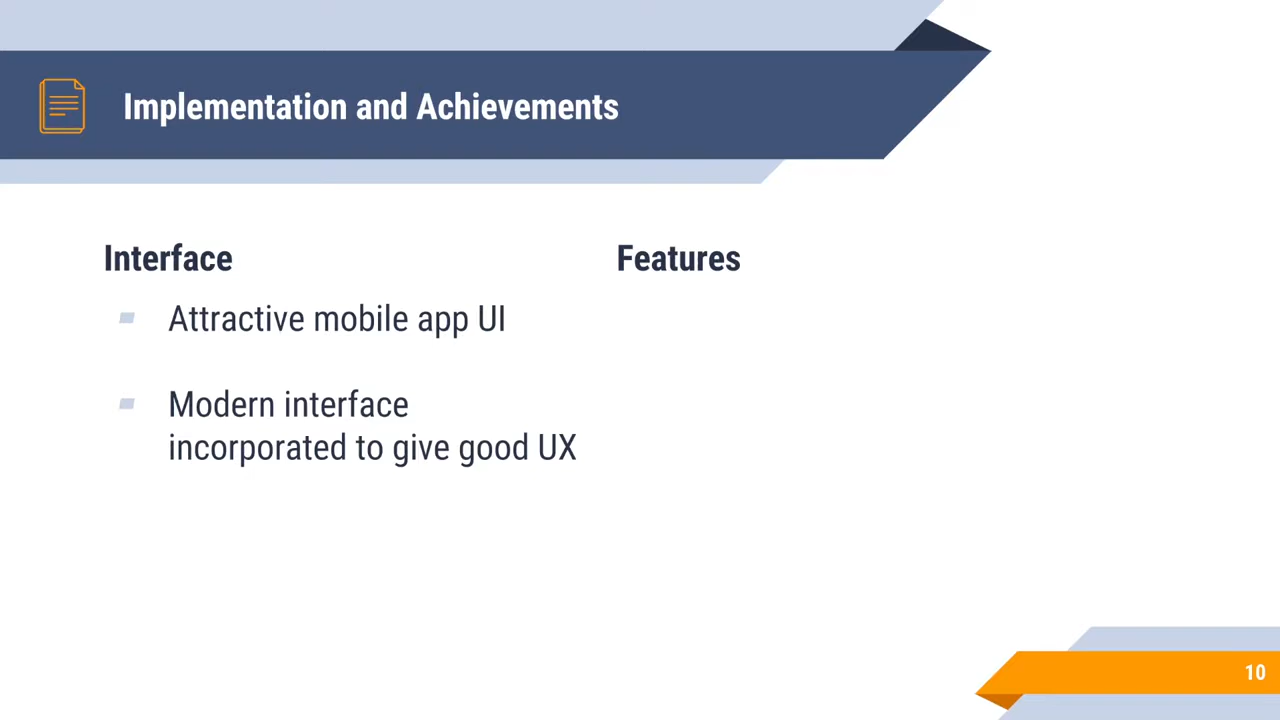 Implementation and Achievements
Interface
Attractive mobile app UI
Modern interface
incorporated to give good UX
Features
10